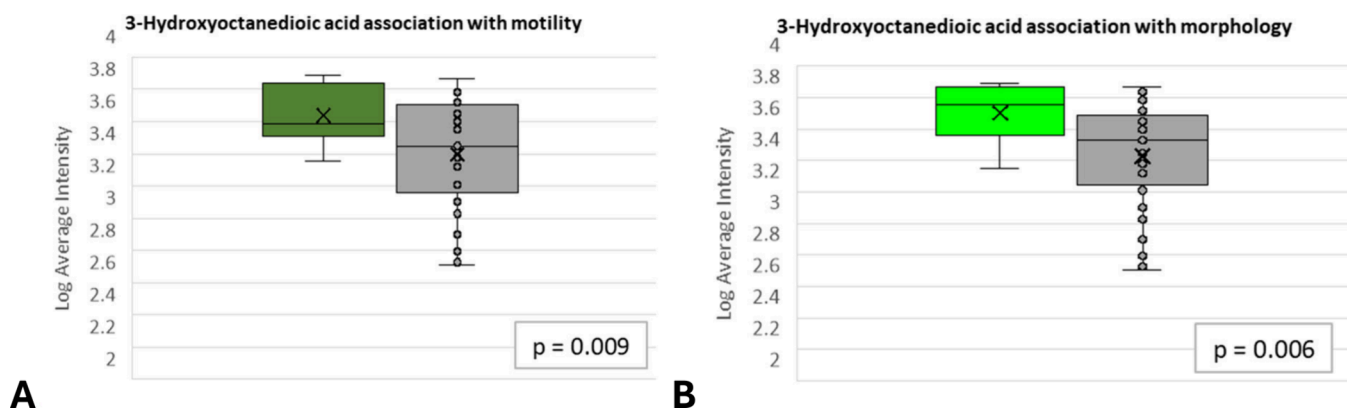 3-Hydroxyoctanedioic acid association with motility
4
3.8
3.6
3.4
3.2
3
2.8
2.6
2.4
2.2
2
Log Average Intensity
p = 0.009
A
3-Hydroxyoctanedioic acid association with morphology
4
3.8
3.6
3.4
3.2
3
2.8
2.6
2.4
2.2
2
Log Average Intensity
p = 0.006
B